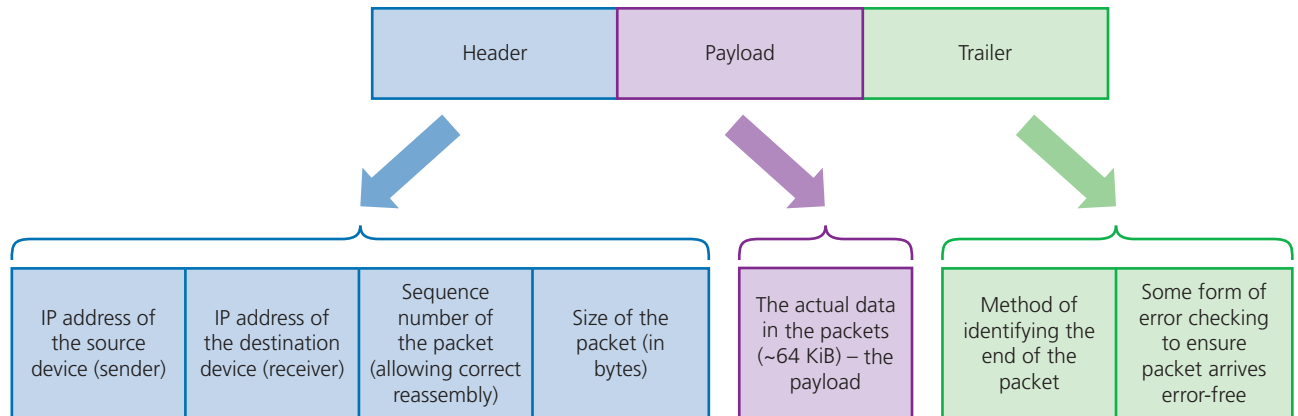 Header
Payload
Trailer
IP address of
the source
device (sender)
IP address of
the destination
device (receiver)
Sequence
number of
the packet
(allowing correct
reassembly)
Size of the
packet (in
bytes)
The actual data
in the packets
(~64 KiB) – the
payload
Method of
identifying the
end of the
packet
Some form of
error checking
to ensure
packet arrives
error-free